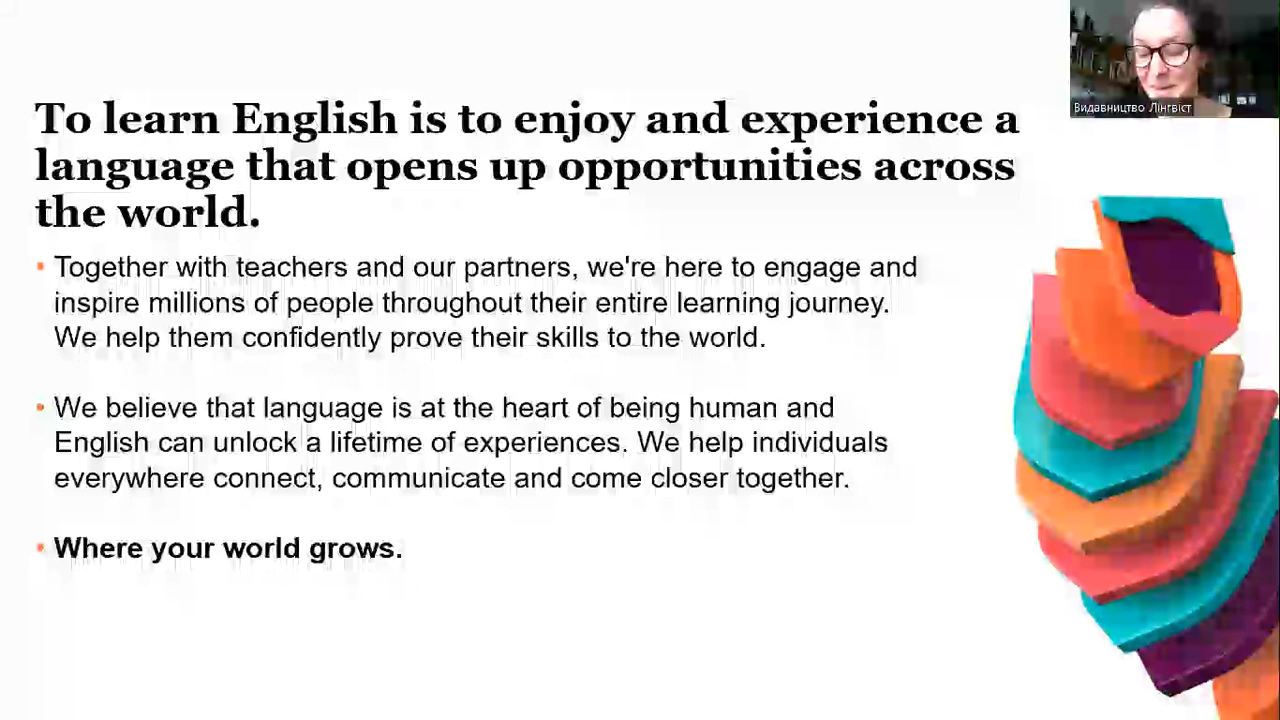 Видавництво Лінгвіст
To learn English is to enjoy and experience a
language that opens up opportunities across
the world.
• Together with teachers and our partners, we're here to engage and
inspire millions of people throughout their entire learning journey.
We help them confidently prove their skills to the world.
• We believe that language is at the heart of being human and
English can unlock a lifetime of experiences. We help individuals
everywhere connect, communicate and come closer together.
• Where your world grows.